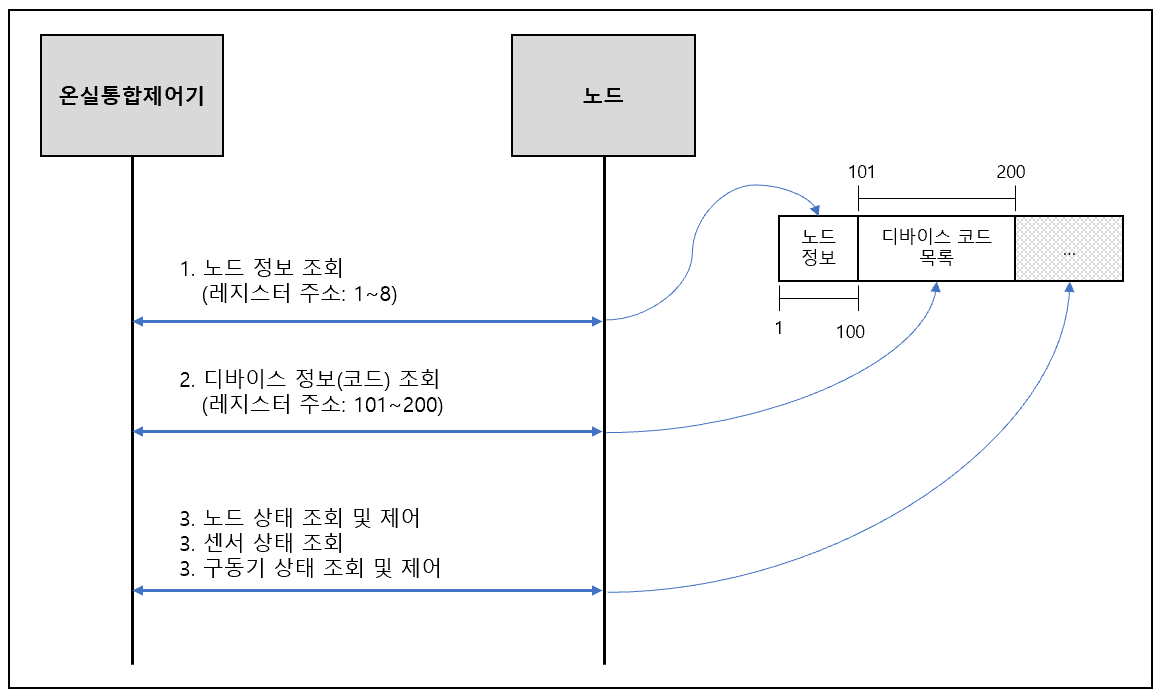 온실통합제어기
노드
101
200
노드
정보
디바이스 코드
목록
...
1
100
1. 노드 정보 조회
(레지스터 주소: 1~8)
2. 디바이스 정보(코드) 조회
(레지스터 주소: 101~200)
3. 노드 상태 조회 및 제어
3. 센서 상태 조회
3. 구동기 상태 조회 및 제어